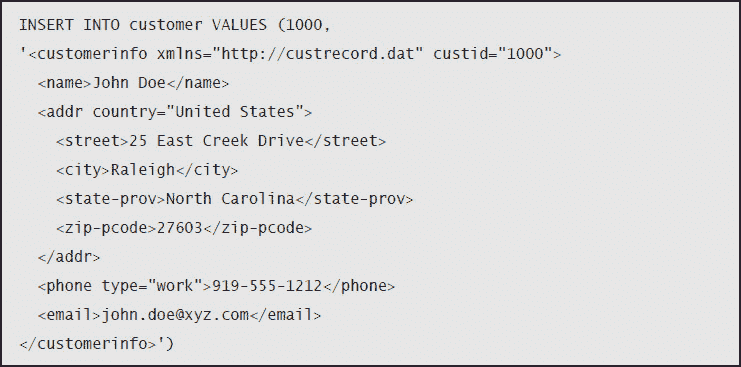 INSERT INTO customer VALUES (1000,
'<customerinfo xmlns="http://custrecord.dat" custid="1000">
<name>John Doe</name>
<addr country="United States">
<street>25 East Creek Drive</street>
<city>Raleigh</city>
<state-prov>North Carolina</state-prov>
<zip-pcode>27603</zip-pcode>
</addr>
<phone type="work">919-555-1212</phone>
<email>john.doe@xyz.com</email>
</customerinfo>')